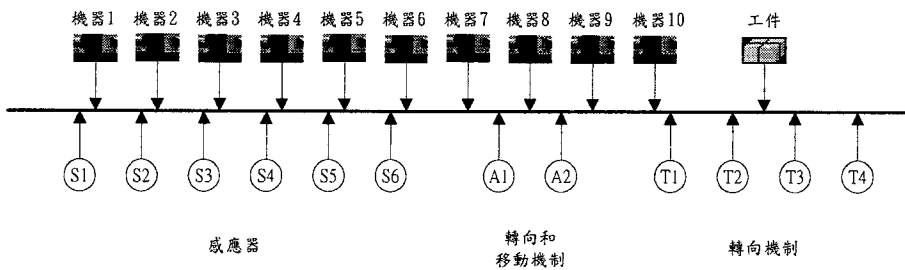 機器1 機器2 機器3 機器4 機器5 機器6 機器7 機器8 機器9 機器10 工件
S1 S2 S3 S4 S5 S6 A1 A2 T1 T2 T3 T4
感應器
轉向和
移動機制
轉向機制